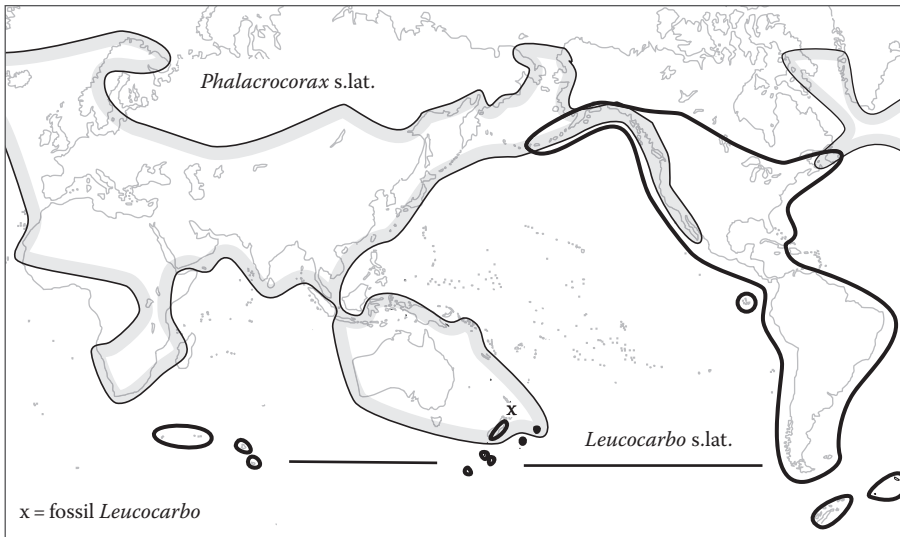 Phalacrocorax s.lat.
x
Leucocarbo s.lat.
x = fossil Leucocarbo